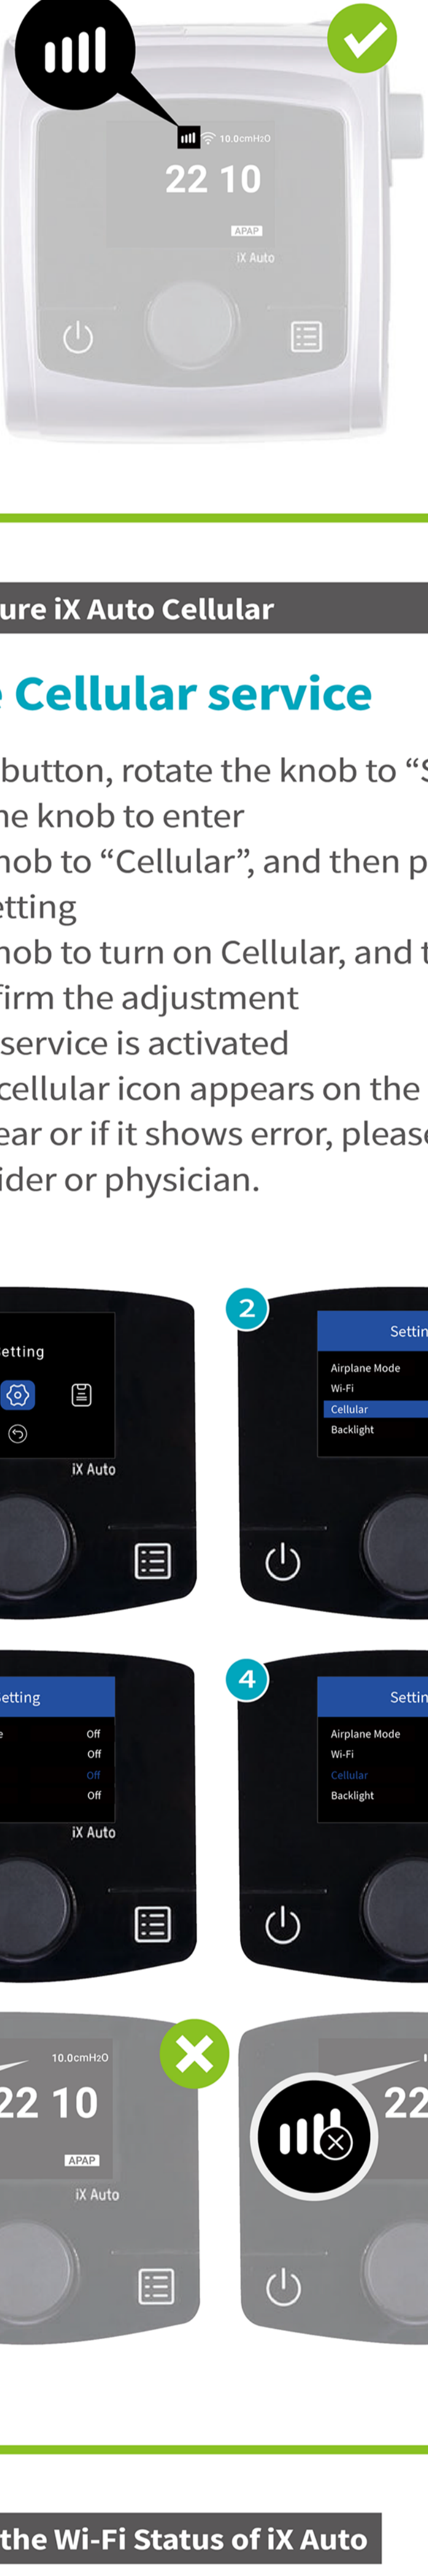 10.0cmH2O
22 10
APAP
iX Auto
ure iX Auto Cellular
e Cellular service
button, rotate the knob to “S
ne knob to enter
nob to “Cellular”, and then p
etting
nob to turn on Cellular, and t
firm the adjustment
service is activated
cellular icon appears on the
ear or if it shows error, please
ider or physician.
etting
iX Auto
2
Settin
Airplane Mode
Wi-Fi
Cellular
Backlight
etting
e Off
Off
Off
Off
iX Auto
4
Settin
Airplane Mode
Wi-Fi
Cellular
Backlight
10.0cmH2O
22 10
APAP
iX Auto
22
the Wi-Fi Status of iX Auto